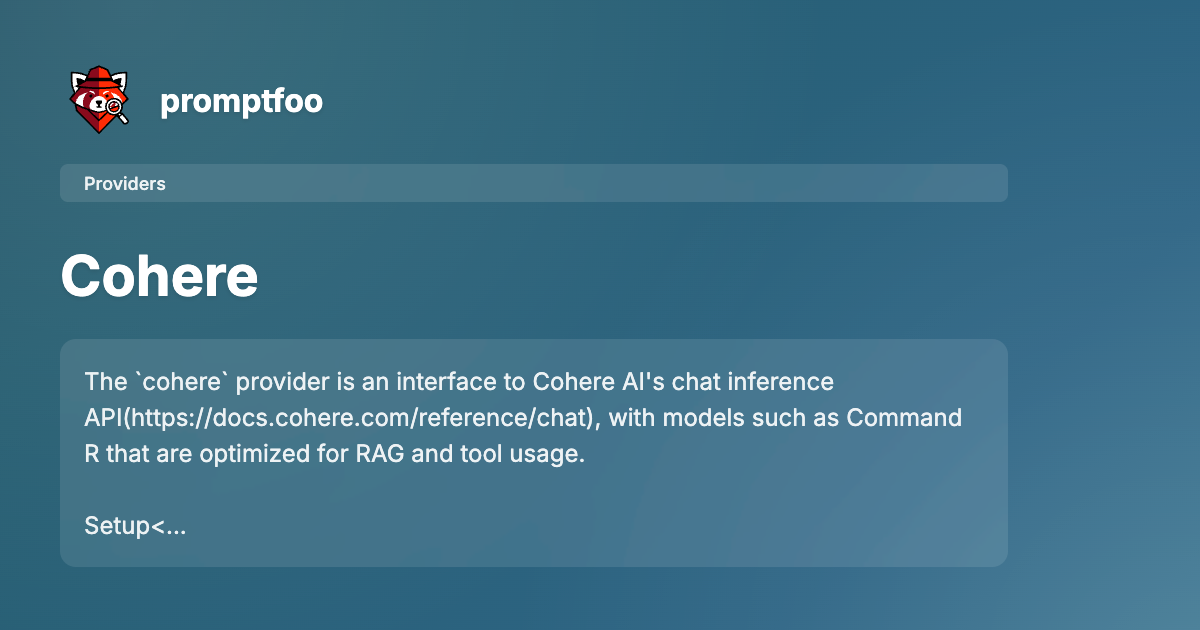 promptfoo
Providers
Cohere
The `cohere` provider is an interface to Cohere AI's chat inference
API(https://docs.cohere.com/reference/chat), with models such as Command
R that are optimized for RAG and tool usage.
Setup<...